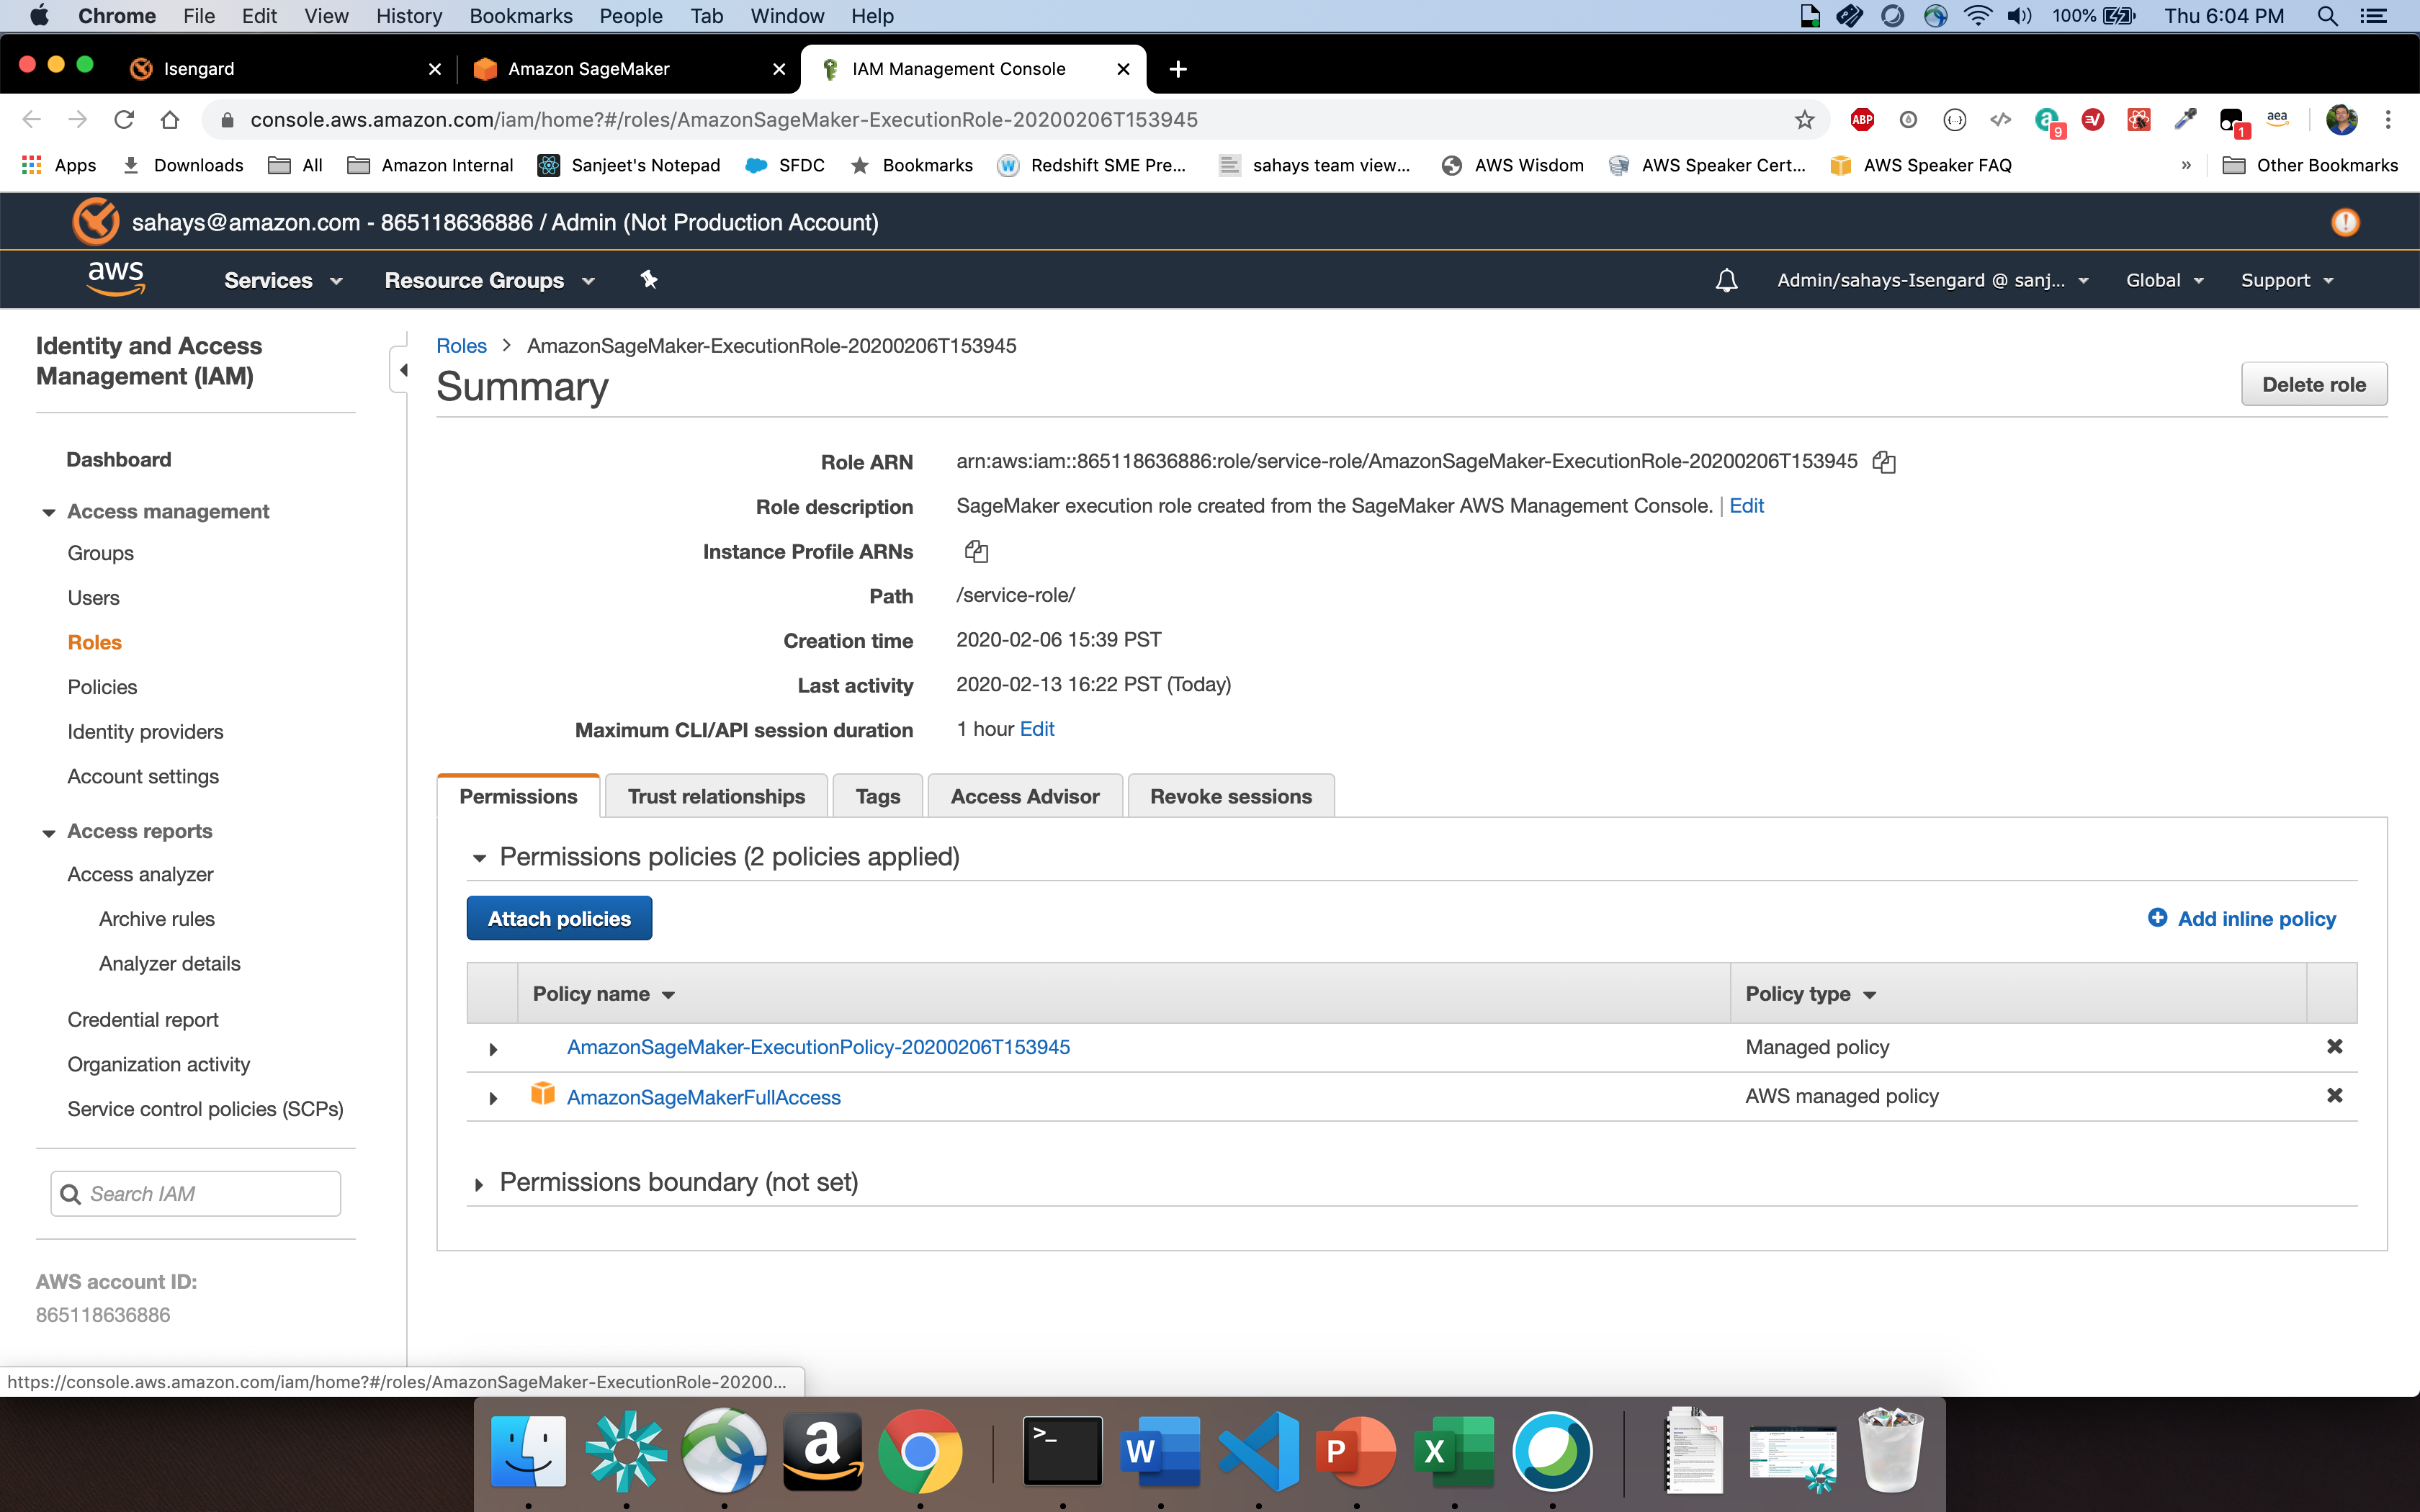 Chrome File Edit View History Bookmarks People Tab Window Help 100% Thu 6:04 PM
Isengard Amazon SageMaker IAM Management Console
console.aws.amazon.com/iam/home?#/roles/AmazonSageMaker-ExecutionRole-20200206T153945 ABP 9 1 aea
Apps Downloads All Amazon Internal Sanjeet's Notepad SFDC Bookmarks Redshift SME Pre... sahays team view... AWS Wisdom AWS Speaker Cert... AWS Speaker FAQ » Other Bookmarks
sahays@amazon.com - 865118636886 / Admin (Not Production Account)
aws Services Resource Groups Admin/sahays-Isengard @ sanj... Global Support
Identity and Access
Management (IAM)
Dashboard
Access management
Groups
Users
Roles
Policies
Identity providers
Account settings
Access reports
Access analyzer
Archive rules
Analyzer details
Credential report
Organization activity
Service control policies (SCPs)
Search IAM
AWS account ID:
865118636886
Roles > AmazonSageMaker-ExecutionRole-20200206T153945
Summary
Delete role
Role ARN arn:aws:iam::865118636886:role/service-role/AmazonSageMaker-ExecutionRole-20200206T153945
Role description SageMaker execution role created from the SageMaker AWS Management Console. | Edit
Instance Profile ARNs
Path /service-role/
Creation time 2020-02-06 15:39 PST
Last activity 2020-02-13 16:22 PST (Today)
Maximum CLI/API session duration 1 hour Edit
Permissions Trust relationships Tags Access Advisor Revoke sessions
Permissions policies (2 policies applied)
Attach policies Add inline policy
Policy name Policy type
AmazonSageMaker-ExecutionPolicy-20200206T153945 Managed policy
AmazonSageMakerFullAccess AWS managed policy
Permissions boundary (not set)
https://console.aws.amazon.com/iam/home?#/roles/AmazonSageMaker-ExecutionRole-20200...
a >_ W P X